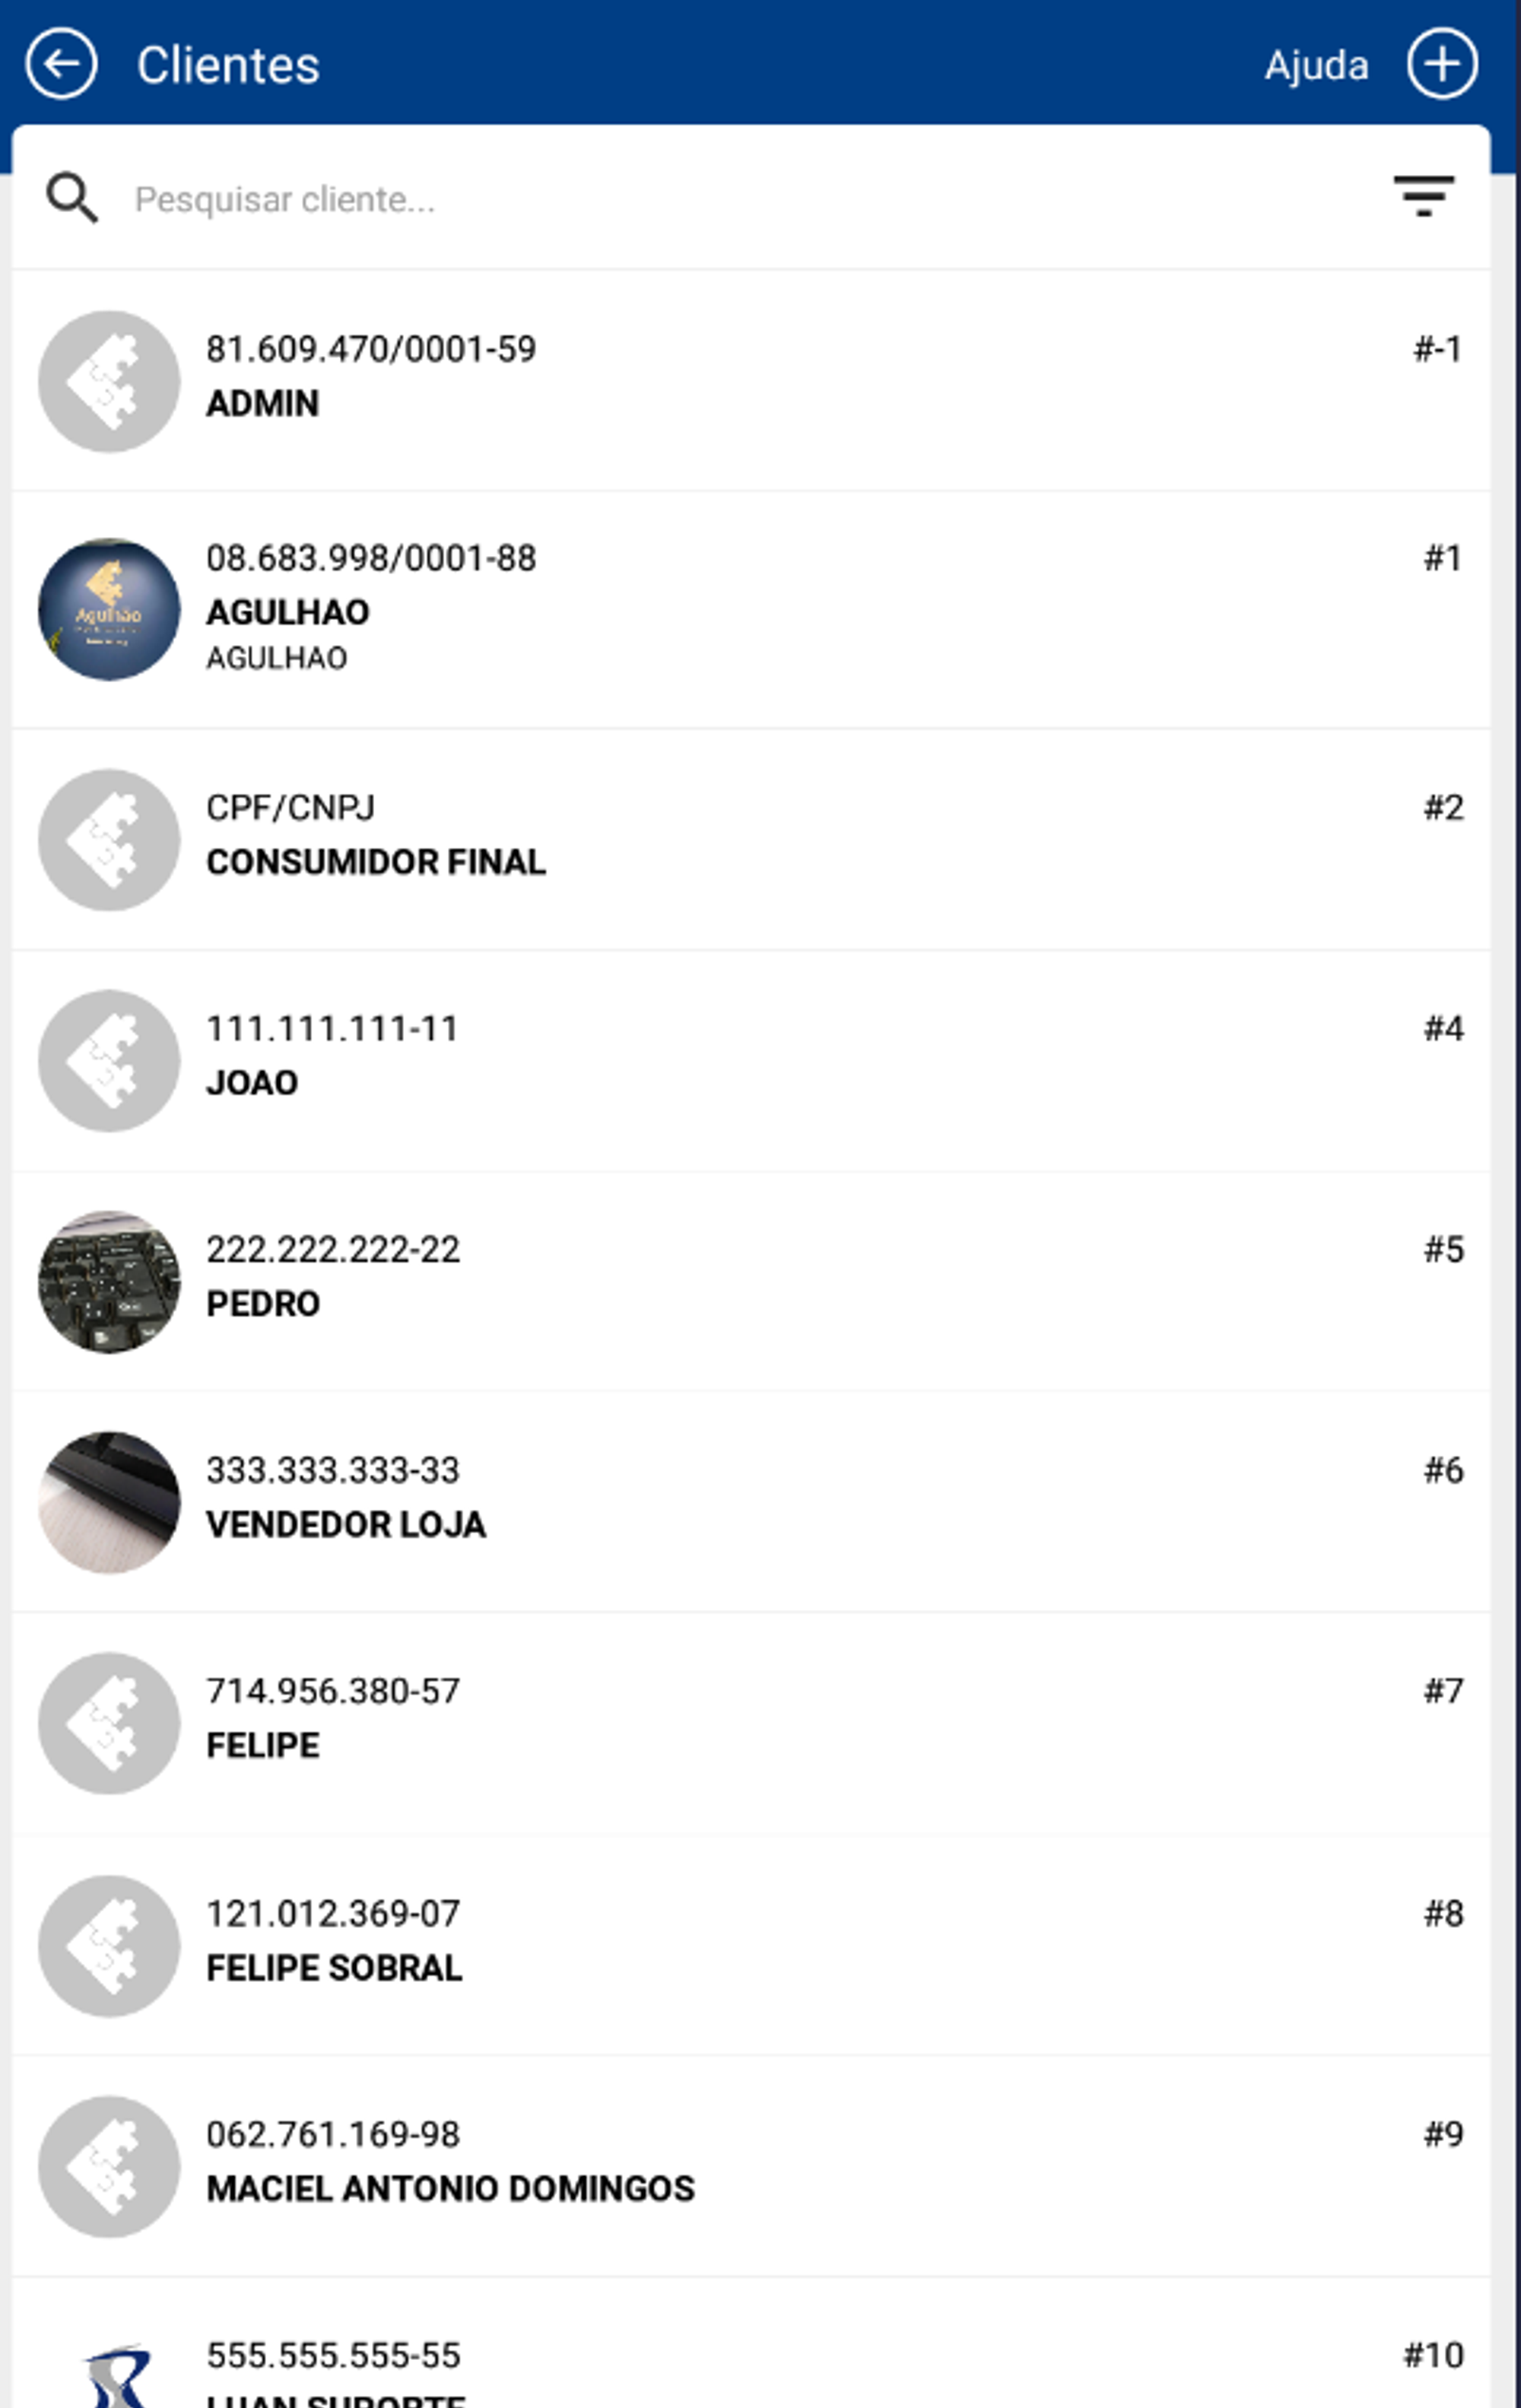 Clientes
Ajuda
Pesquisar cliente...
81.609.470/0001-59
#-1
ADMIN
08.683.998/0001-88
#1
Agulhão
AGULHAO
AGULHAO
CPF/CNPJ
#2
CONSUMIDOR FINAL
111.111.111-11
#4
JOAO
222.222.222-22
#5
PEDRO
333.333.333-33
#6
VENDEDOR LOJA
714.956.380-57
#7
FELIPE
121.012.369-07
#8
FELIPE SOBRAL
062.761.169-98
#9
MACIEL ANTONIO DOMINGOS
555.555.555-55
#10
LUAN SUPORTE